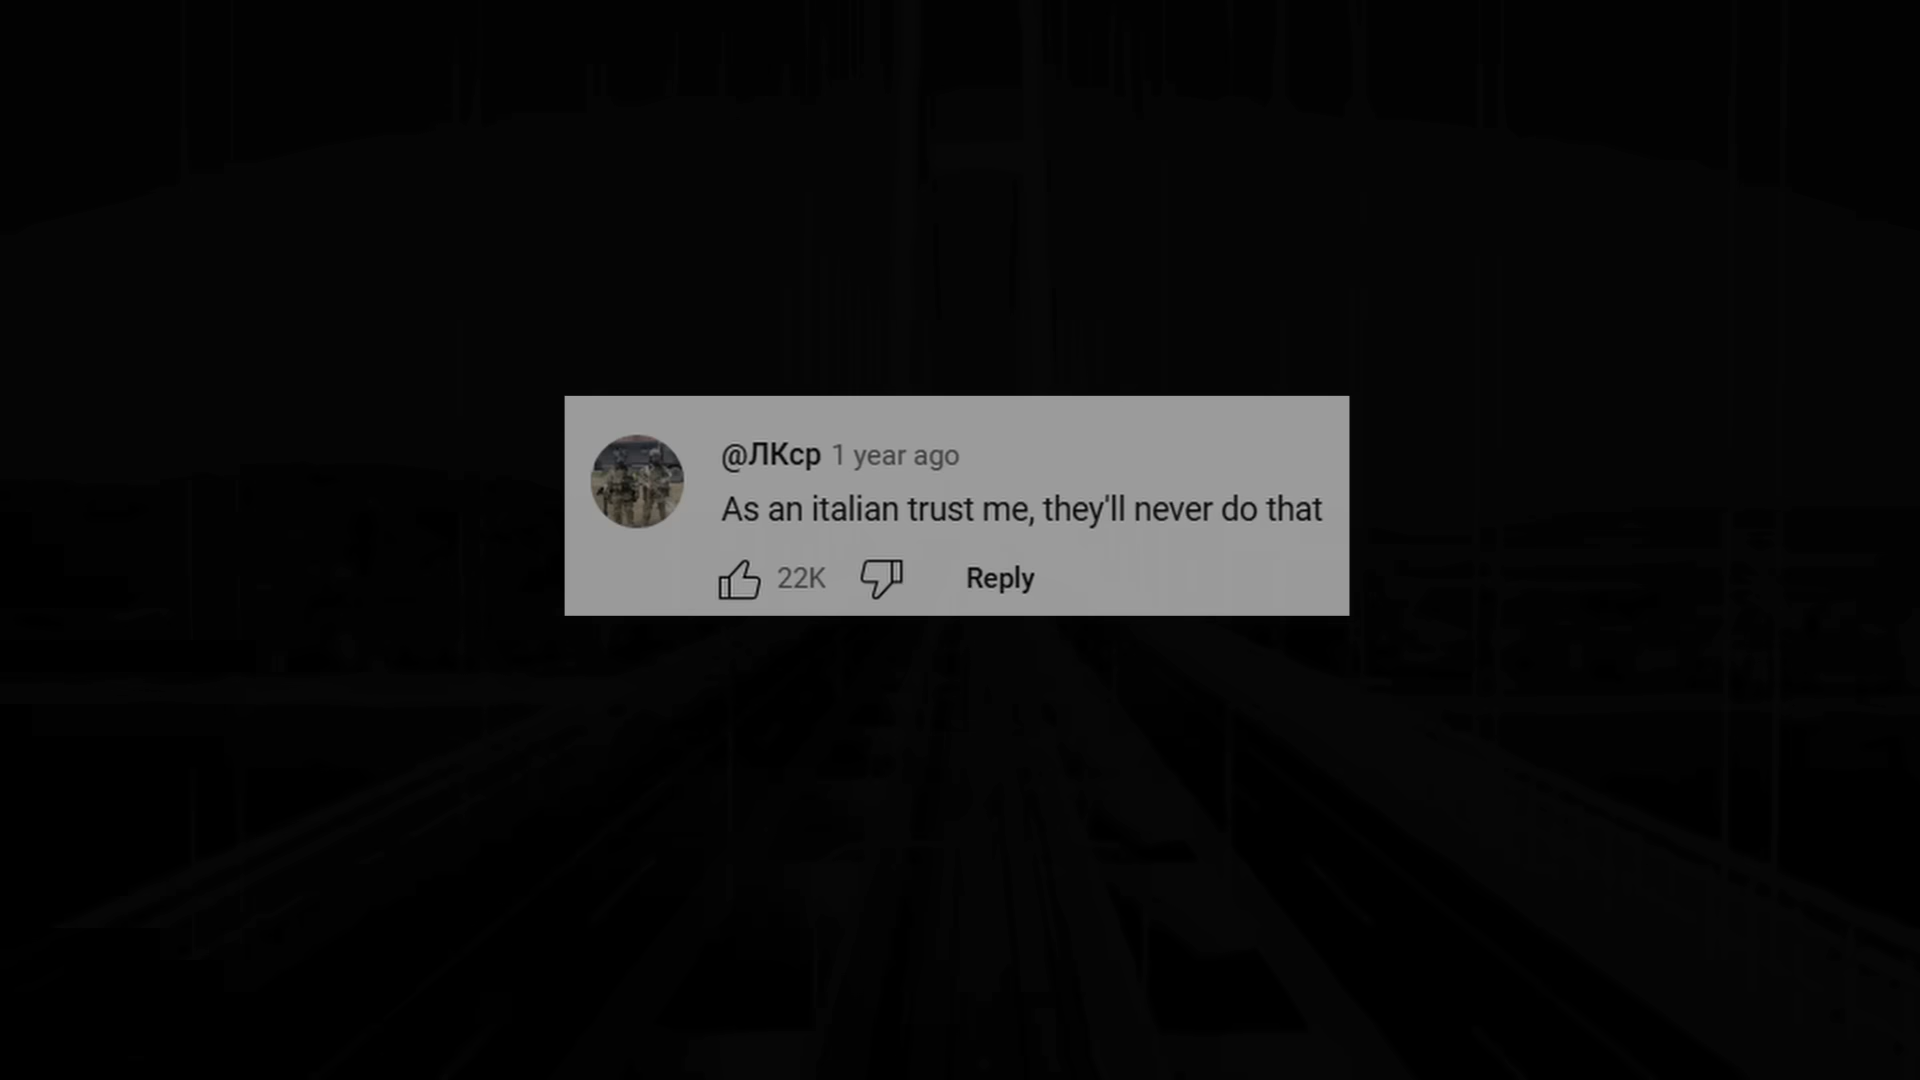 @ЛКср 1 year ago
As an italian trust me, they'll never do that
22K Reply